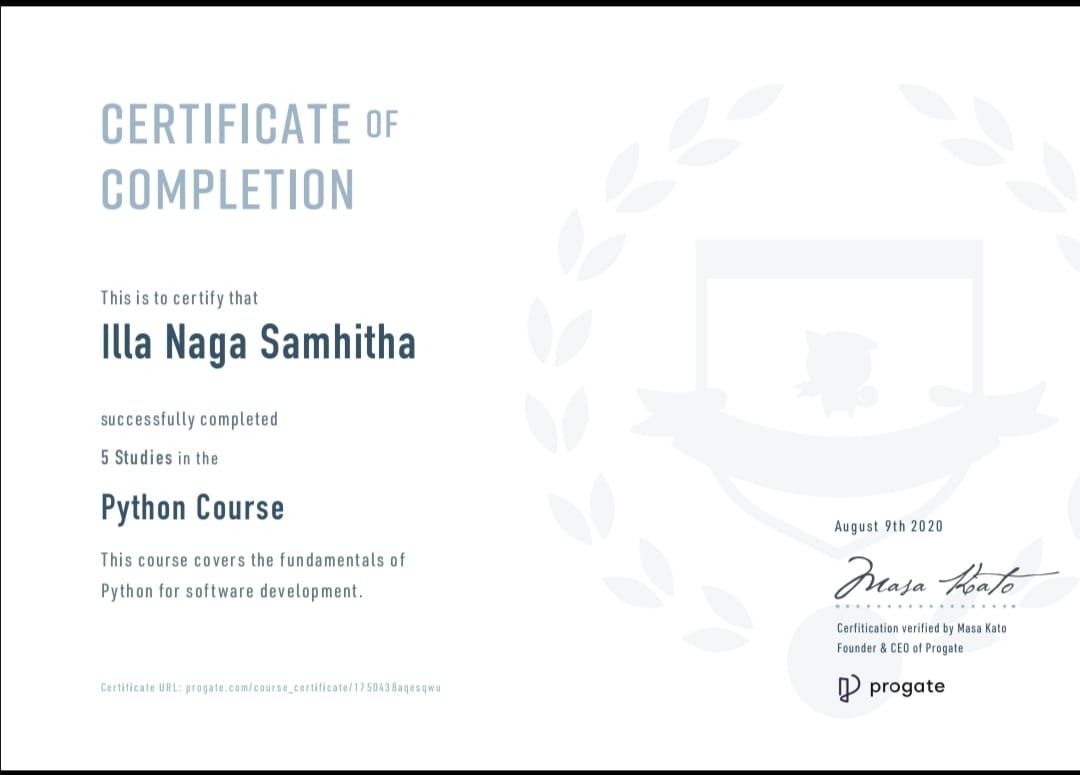 CERTIFICATE OF
COMPLETION
This is to certify that
Illa Naga Samhitha
successfully completed
5 Studies in the
Python Course
This course covers the fundamentals of
Python for software development.
August 9th 2020
Masa Kato
Cerfitication verified by Masa Kato
Founder & CEO of Progate
progate
Certificate URL: progate.com/course_certificate/1750438aqesqwu